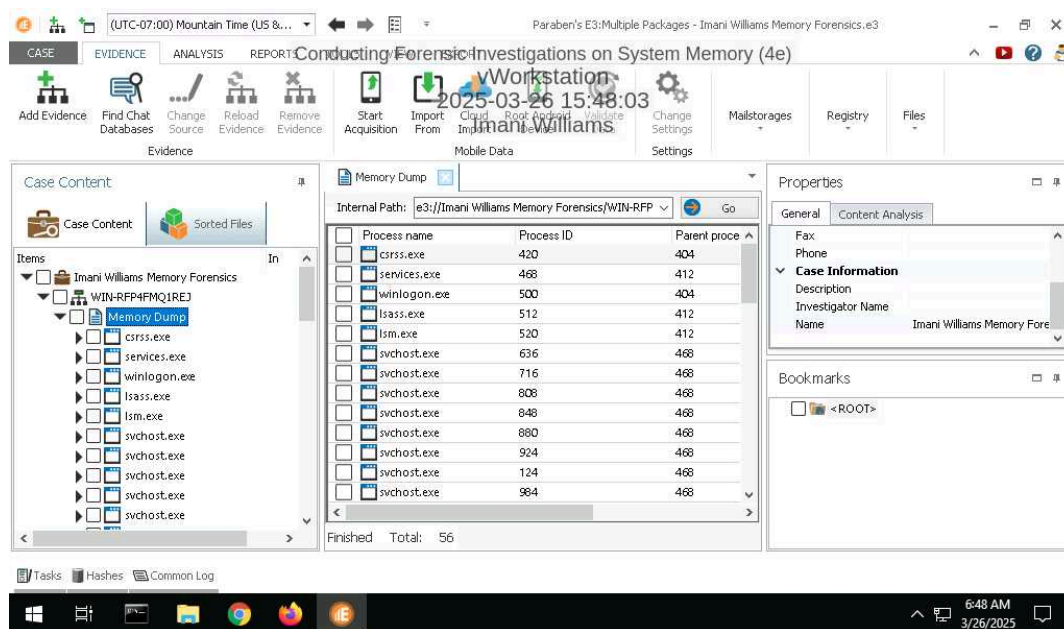 (UTC-07:00) Mountain Time (US &...
Paraben's E3:Multiple Packages - Imani Williams Memory Forensics.e3
CASE EVIDENCE ANALYSIS REPORTS
Conducting Forensic Investigations on System Memory (4e)
vWorkstation
2025-03-26 15:48:03
Imani Williams
Add Evidence
Find Chat Databases
Change Source
Reload Evidence
Remove Evidence
Start Acquisition
Import From
Cloud Import
Root Android Device
Validate
Change Settings
Mailstorages
Registry
Files
Evidence
Mobile Data
Settings
Case Content
Case Content
Sorted Files
Items In
Imani Williams Memory Forensics
WIN-RFP4FMQ1REJ
Memory Dump
csrss.exe
services.exe
winlogon.exe
lsass.exe
lsm.exe
svchost.exe
svchost.exe
svchost.exe
svchost.exe
svchost.exe
Memory Dump
Internal Path: e3://Imani Williams Memory Forensics/WIN-RFP Go
Process name Process ID Parent proce
csrss.exe 420 404
services.exe 468 412
winlogon.exe 500 404
lsass.exe 512 412
lsm.exe 520 412
svchost.exe 636 468
svchost.exe 716 468
svchost.exe 808 468
svchost.exe 848 468
svchost.exe 880 468
svchost.exe 924 468
svchost.exe 124 468
svchost.exe 984 468
Finished Total: 56
Properties
General Content Analysis
Fax
Phone
Case Information
Description
Investigator Name
Name Imani Williams Memory Fore
Bookmarks
<ROOT>
Tasks Hashes Common Log
6:48 AM
3/26/2025